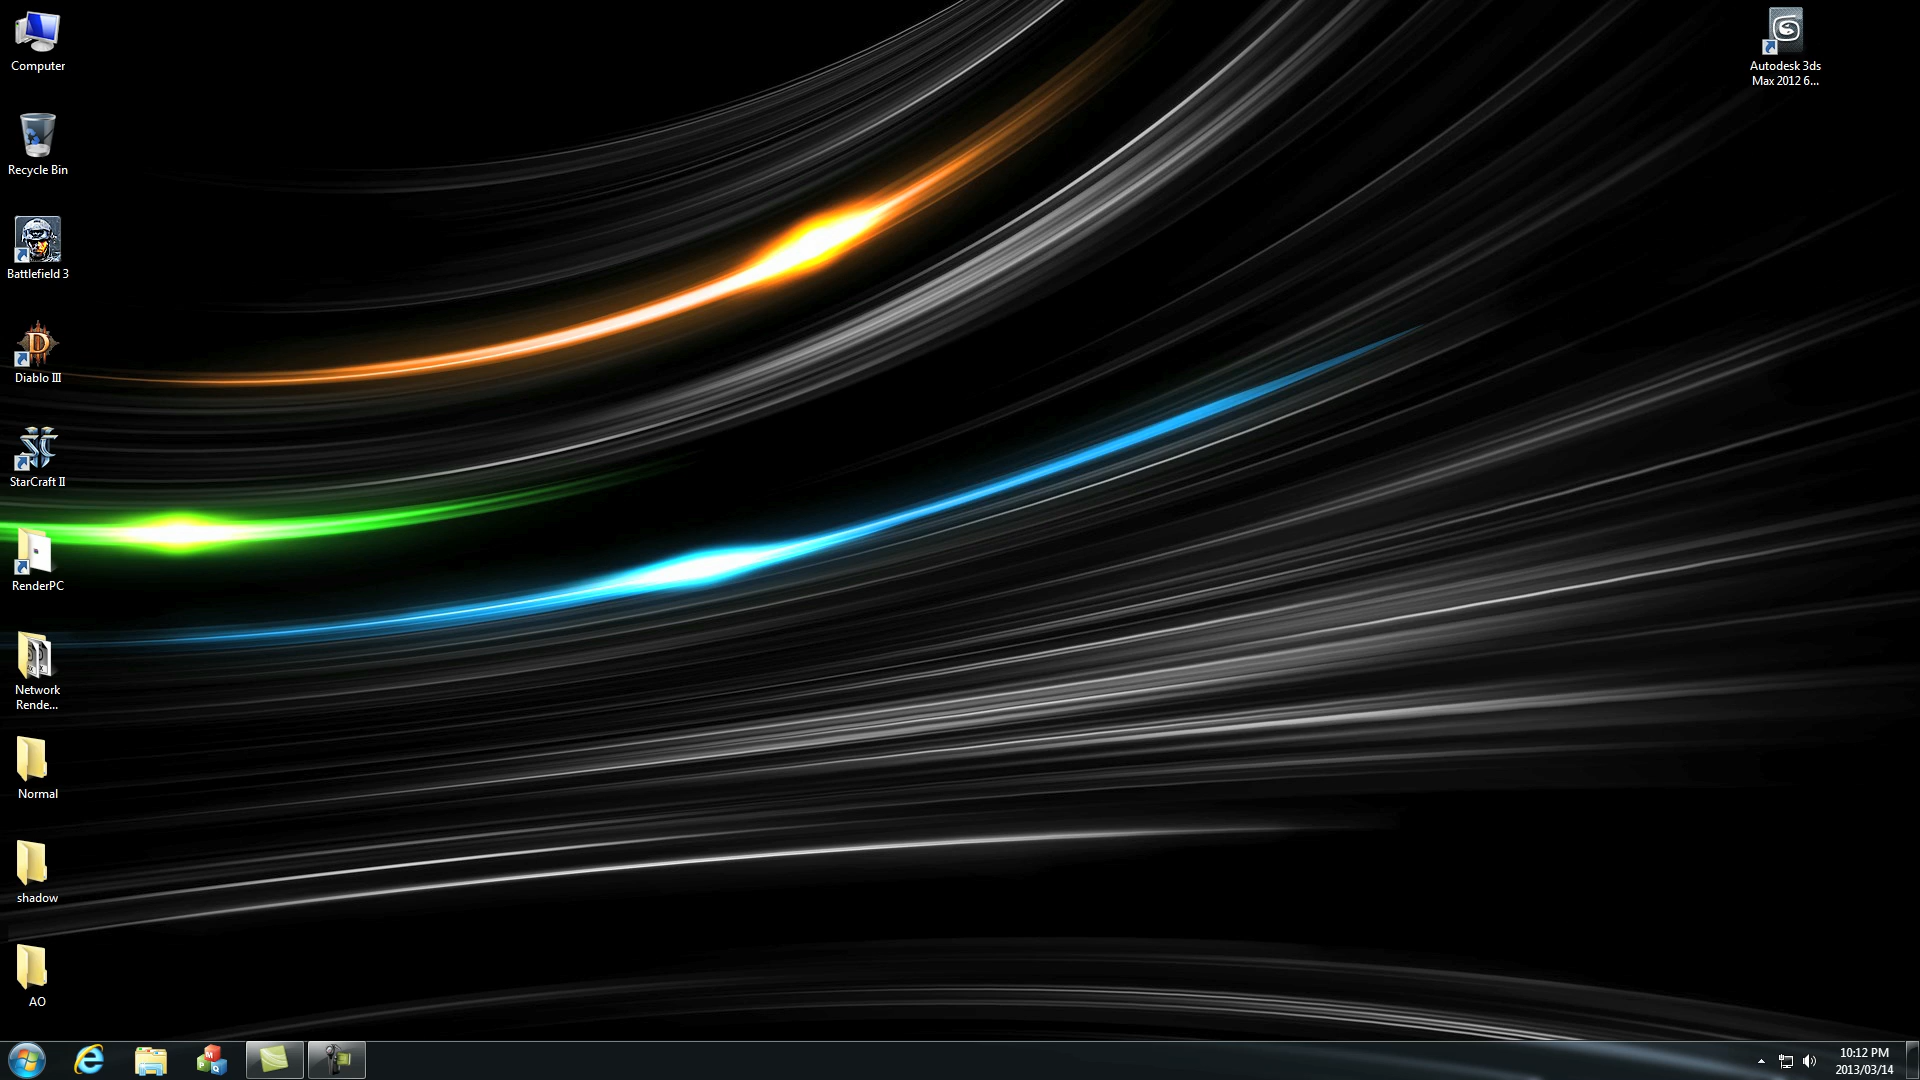 Computer
Recycle Bin
Battlefield 3
Diablo III
StarCraft II
RenderPC
Network
Rende...
Normal
shadow
AO
Autodesk 3ds
Max 2012 6...
10:12 PM
2013/03/14